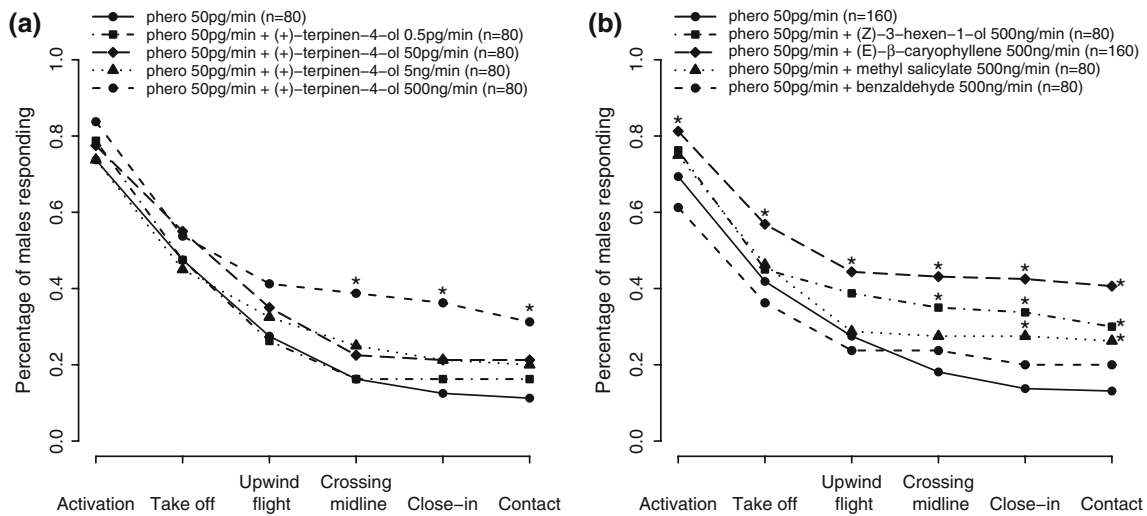 (a)
phero 50pg/min (n=80)
phero 50pg/min + (+)-terpinen-4-ol 0.5pg/min (n=80)
phero 50pg/min + (+)-terpinen-4-ol 50pg/min (n=80)
phero 50pg/min + (+)-terpinen-4-ol 5ng/min (n=80)
phero 50pg/min + (+)-terpinen-4-ol 500ng/min (n=80)
Percentage of males responding
1.0
0.8
0.6
0.4
0.2
0.0
* * *
Activation Take off Upwind flight Crossing midline Close-in Contact
(b)
phero 50pg/min (n=160)
phero 50pg/min + (Z)-3-hexen-1-ol 500ng/min (n=80)
phero 50pg/min + (E)-β-caryophyllene 500ng/min (n=160)
phero 50pg/min + methyl salicylate 500ng/min (n=80)
phero 50pg/min + benzaldehyde 500ng/min (n=80)
Percentage of males responding
1.0
0.8
0.6
0.4
0.2
0.0
* * * * * *
* * *
* *
Activation Take off Upwind flight Crossing midline Close-in Contact